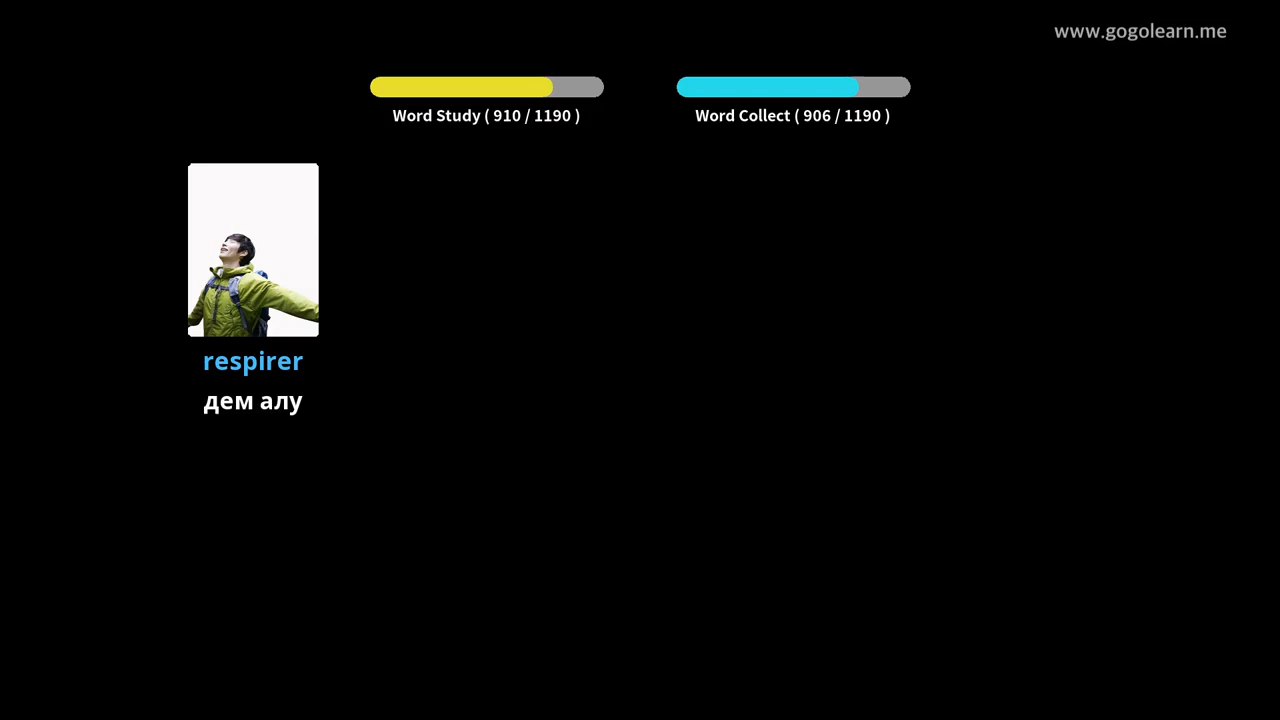 www.gogolearn.me
Word Study ( 910 / 1190 )
Word Collect ( 906 / 1190 )
respirer
дем алу